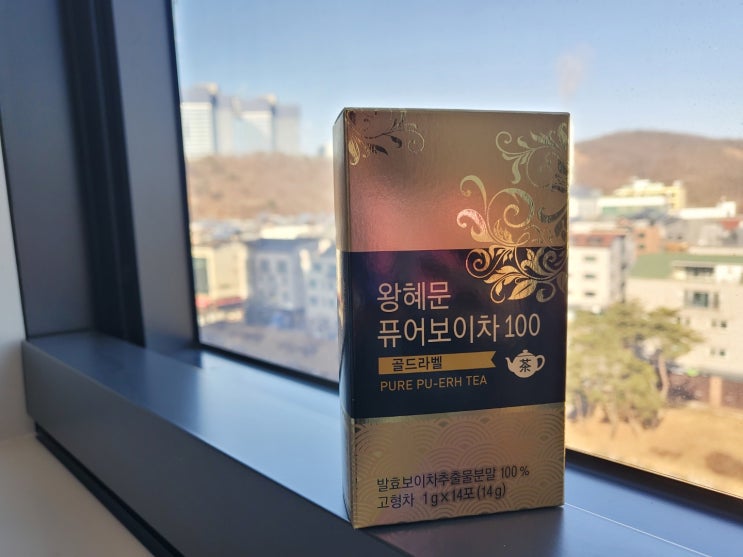 왕혜문
퓨어보이차 100
골드라벨
茶
PURE PU-ERH TEA
발효보이차추출물분말 100 %
고형차 1g×14포(14g)